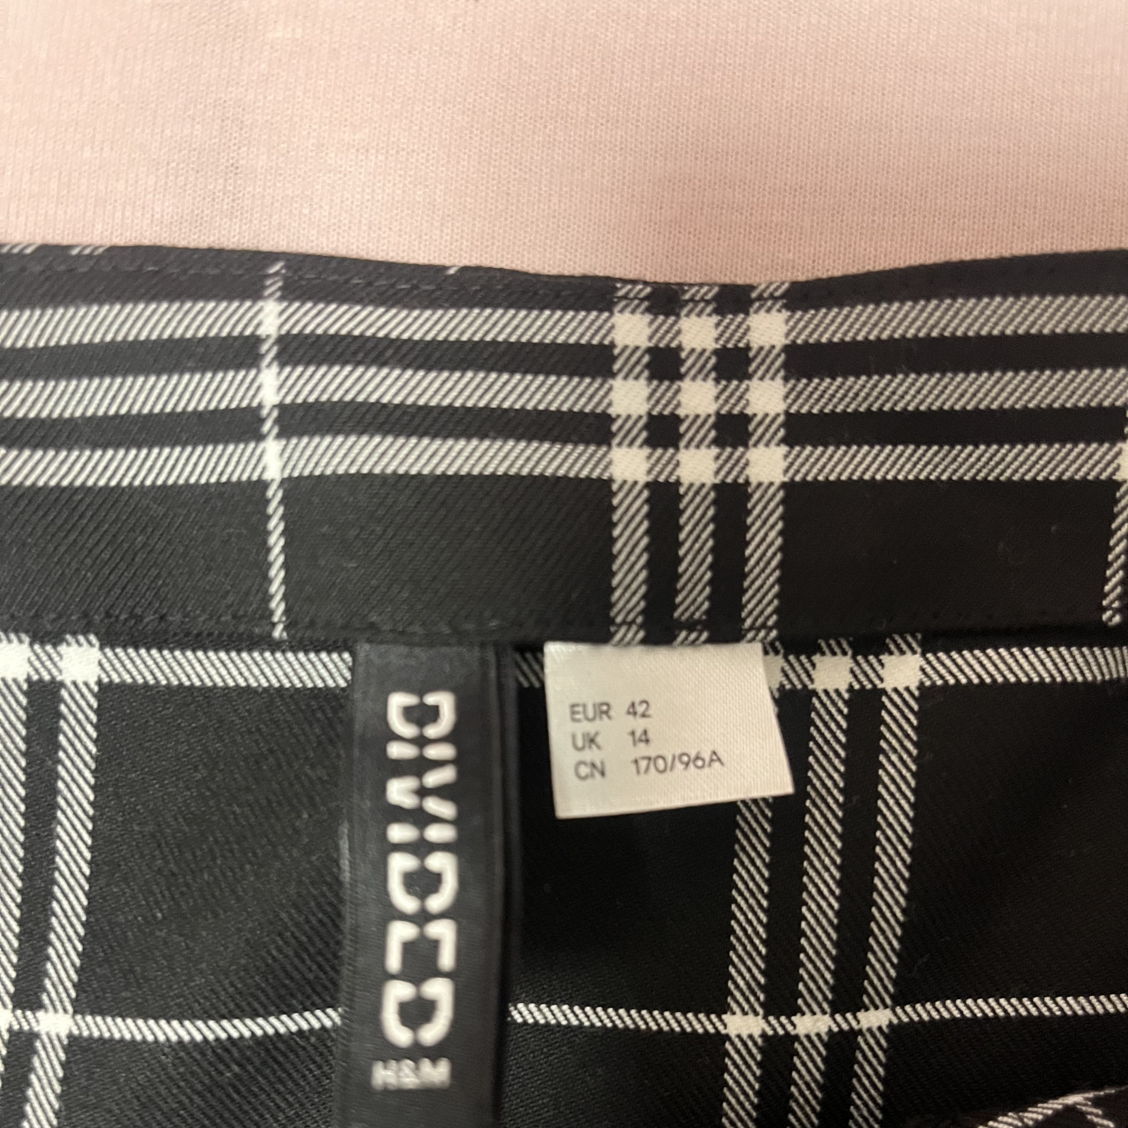 DIVIDED
H&M
EUR 42
UK 14
CN 170/96A